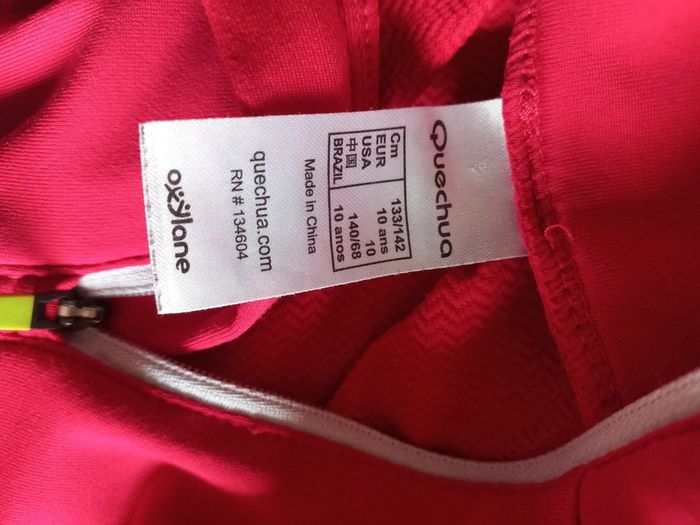 Quechua
Cm 133/142
EUR 10 ans
USA 10
中国 140/68
BRAZIL 10 anos
Made in China
quechua.com
RN # 134604
oxylane